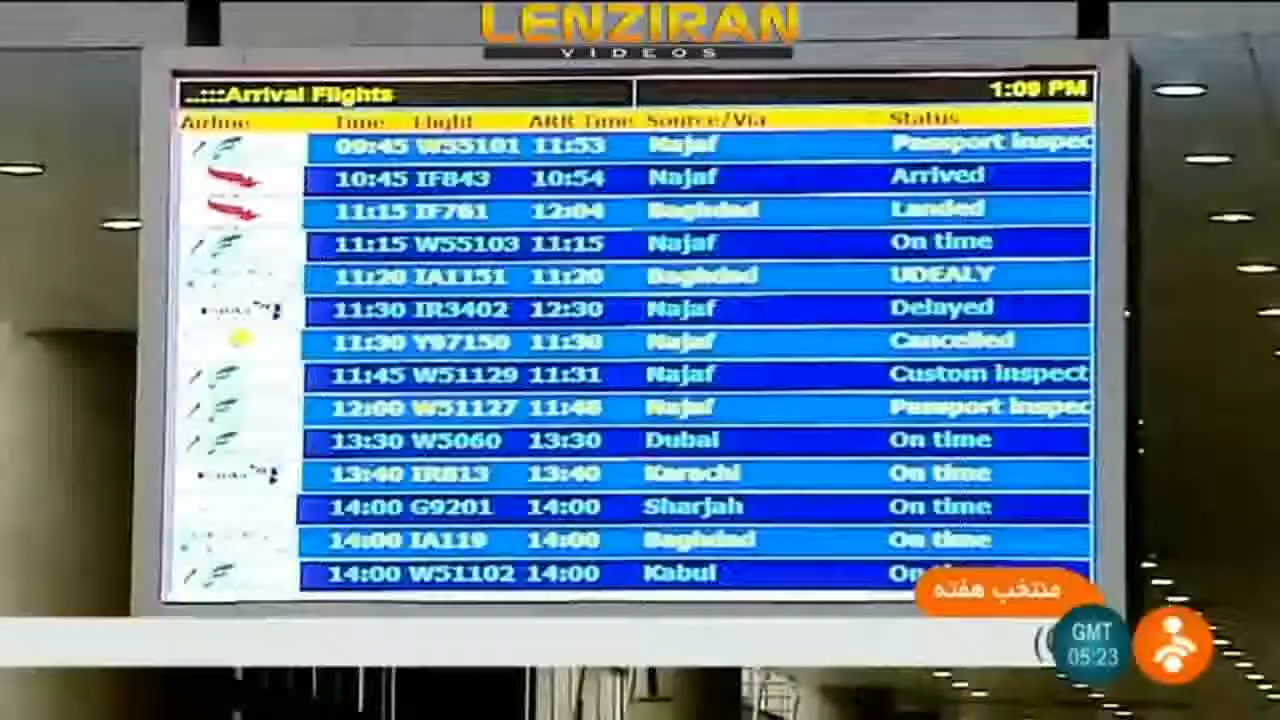 LENZIRAN
VIDEOS
..:::Arrival Flights 1:09 PM
Airline Time Flight ARR Time Source/Via Status
09:45 W55101 11:53 Najaf Passport inspec
10:45 IF843 10:54 Najaf Arrived
11:15 IF761 12:04 Baghdad Landed
11:15 W55103 11:15 Najaf On time
11:20 IA1151 11:20 Baghdad UDEALY
11:30 IR3402 12:30 Najaf Delayed
11:30 Y97150 11:30 Najaf Cancelled
11:45 W51129 11:31 Najaf Custom inspect
12:00 W51127 11:48 Najaf Passport inspec
13:30 W5060 13:30 Dubai On time
13:40 IR813 13:40 Karachi On time
14:00 G9201 14:00 Sharjah On time
14:00 IA119 14:00 Baghdad On time
14:00 W51102 14:00 Kabul On
منتخب هفته
GMT
05:23